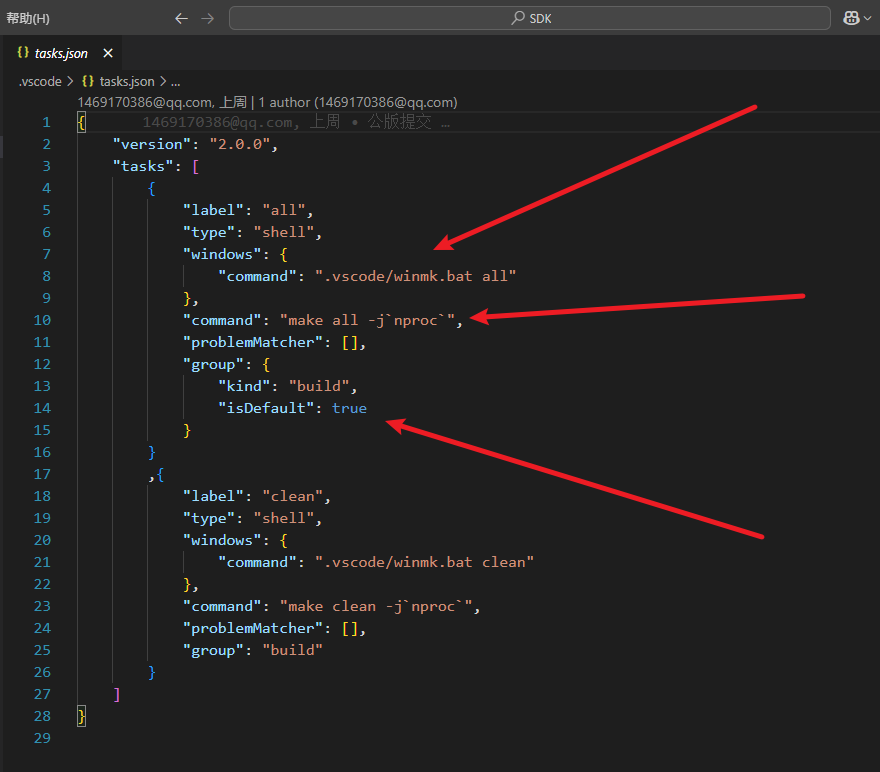 帮助(H)
SDK
{} tasks.json
.vscode > {} tasks.json > ...
1469170386@qq.com, 上周 | 1 author (1469170386@qq.com)
1 { 1469170386@qq.com, 上周 • 公版提交 …
2 "version": "2.0.0",
3 "tasks": [
4 {
5 "label": "all",
6 "type": "shell",
7 "windows": {
8 "command": ".vscode/winmk.bat all"
9 },
10 "command": "make all -j`nproc`",
11 "problemMatcher": [],
12 "group": {
13 "kind": "build",
14 "isDefault": true
15 }
16 }
17 ,{
18 "label": "clean",
19 "type": "shell",
20 "windows": {
21 "command": ".vscode/winmk.bat clean"
22 },
23 "command": "make clean -j`nproc`",
24 "problemMatcher": [],
25 "group": "build"
26 }
27 ]
28 }
29